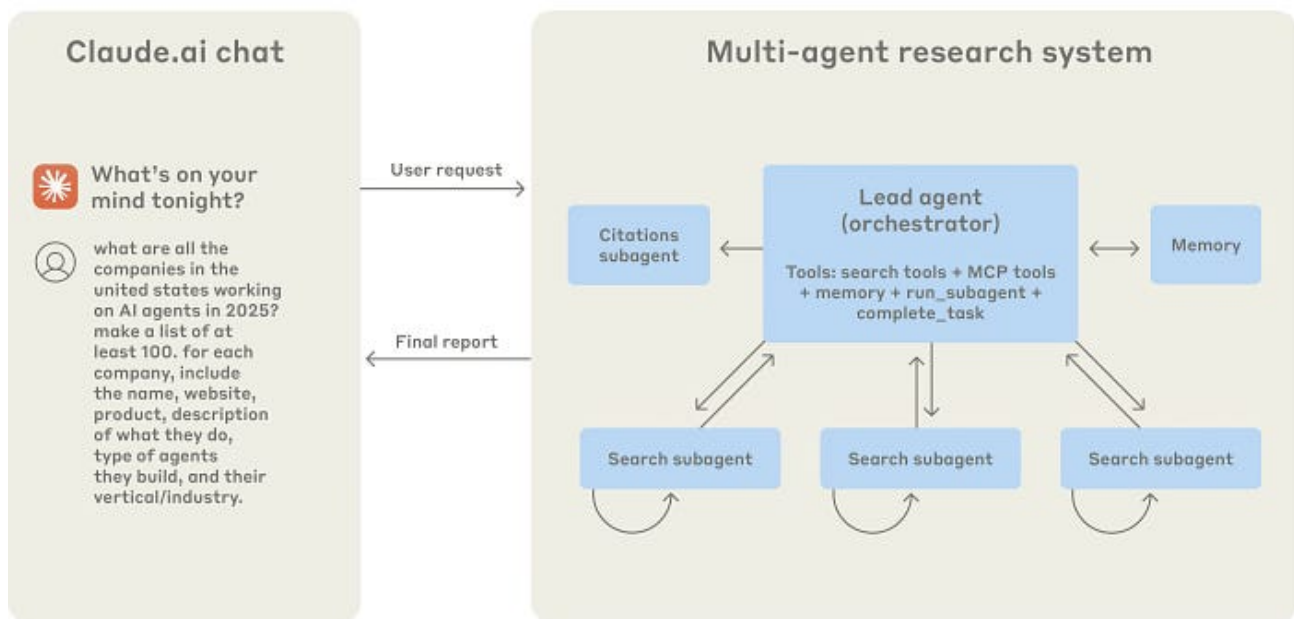 Claude.ai chat
What's on your
mind tonight?
what are all the
companies in the
united states working
on AI agents in 2025?
make a list of at
least 100. for each
company, include
the name, website,
product, description
of what they do,
type of agents
they build, and their
vertical/industry.
User request
Final report
Multi-agent research system
Citations
subagent
Lead agent
(orchestrator)
Tools: search tools + MCP tools
+ memory + run_subagent +
complete_task
Memory
Search subagent
Search subagent
Search subagent